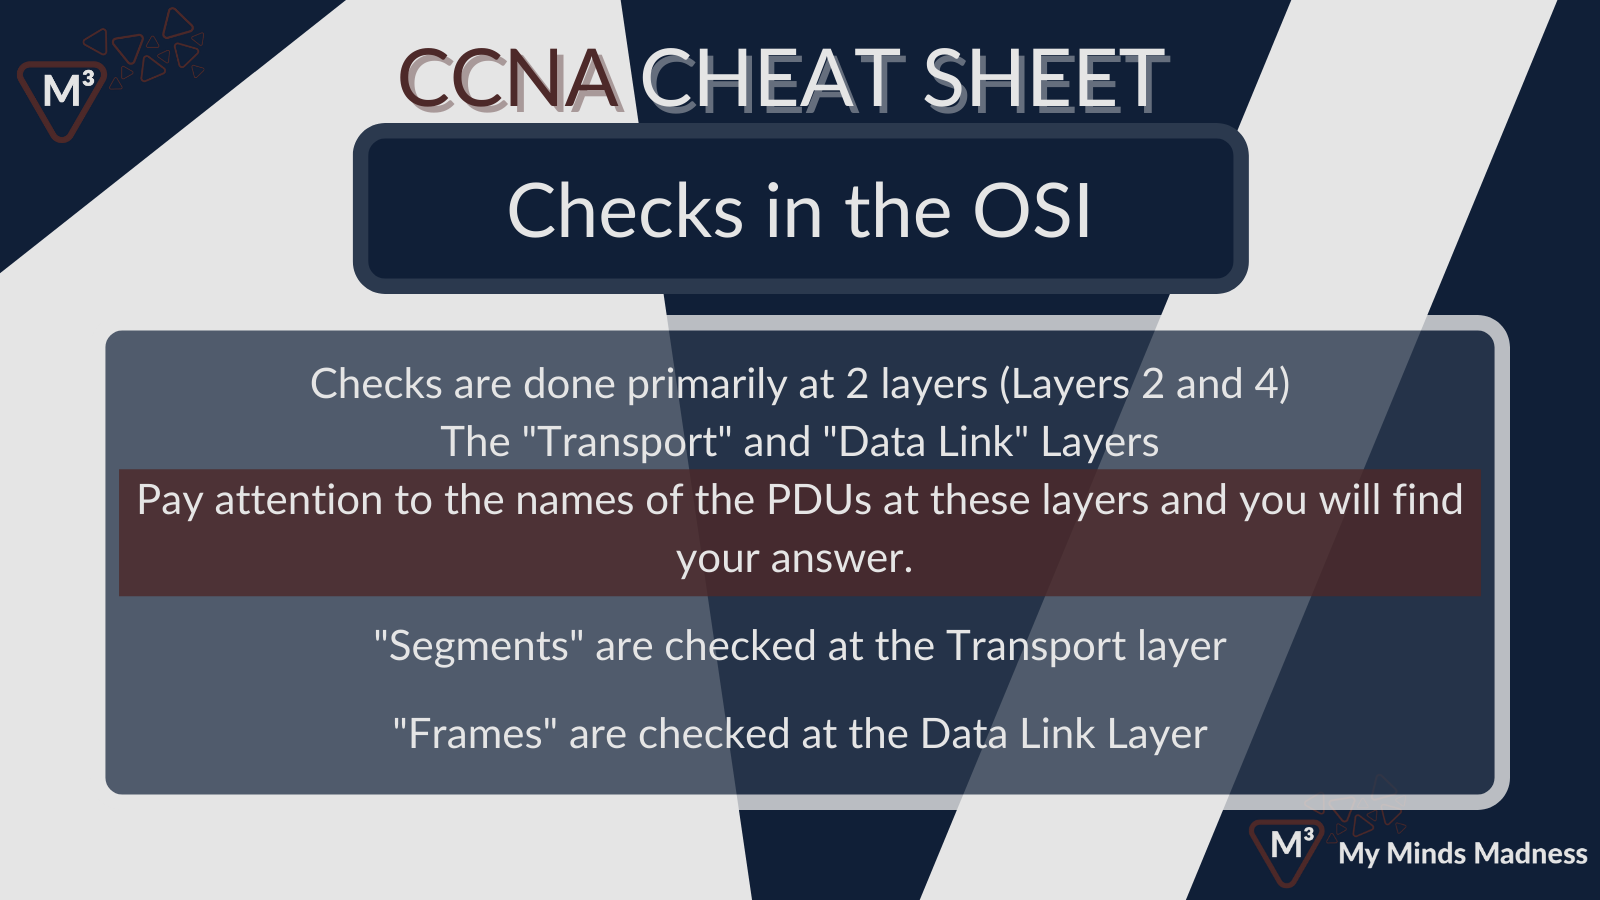 M³
CCNA CHEAT SHEET
Checks in the OSI
Checks are done primarily at 2 layers (Layers 2 and 4)
The "Transport" and "Data Link" Layers
Pay attention to the names of the PDUs at these layers and you will find
your answer.
"Segments" are checked at the Transport layer
"Frames" are checked at the Data Link Layer
M³ My Minds Madness